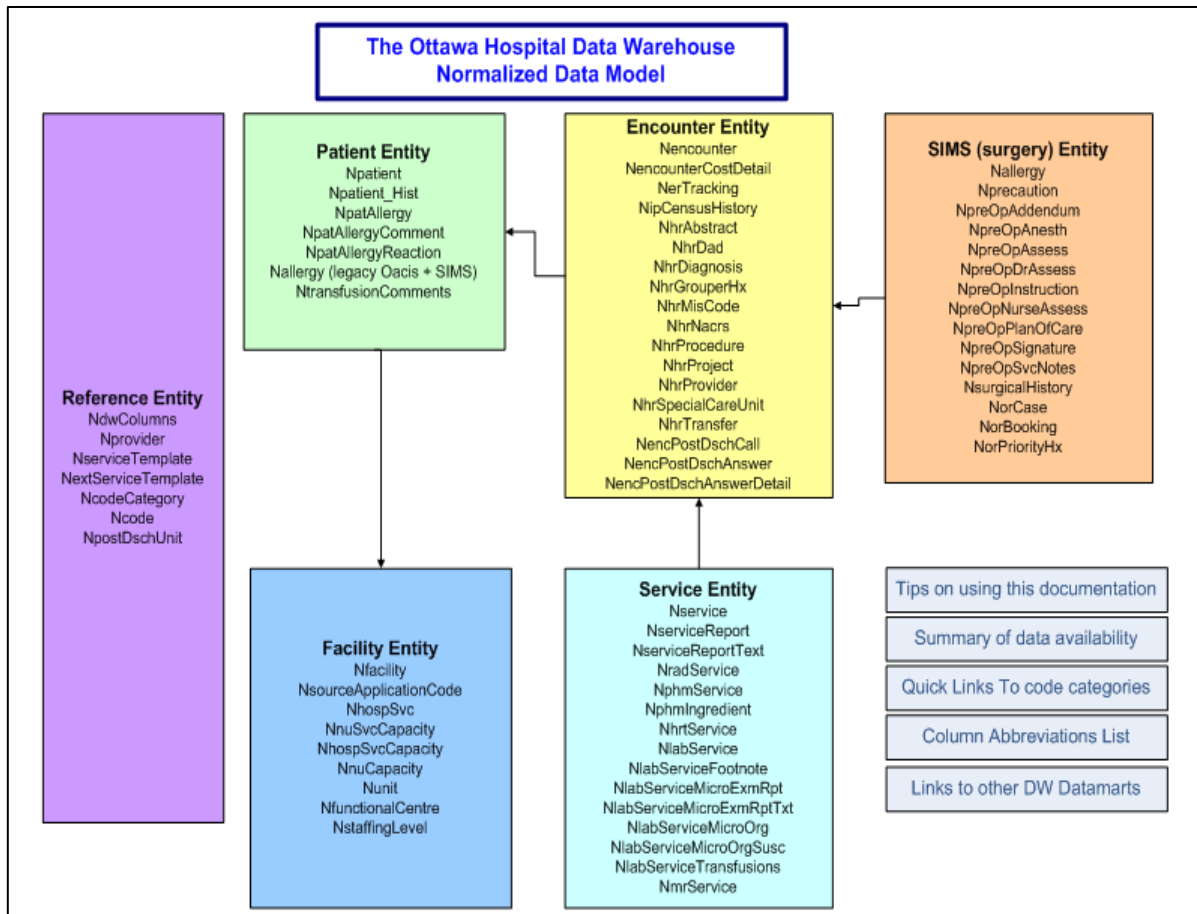 The Ottawa Hospital Data Warehouse
Normalized Data Model
Reference Entity
NdwColumns
Nprovider
NserviceTemplate
NextServiceTemplate
NcodeCategory
Ncode
NpostDschUnit
Patient Entity
Npatient
Npatient_Hist
NpatAllergy
NpatAllergyComment
NpatAllergyReaction
Nallergy (legacy Oacis + SIMS)
NtransfusionComments
Encounter Entity
Nencounter
NencounterCostDetail
NerTracking
NipCensusHistory
NhrAbstract
NhrDad
NhrDiagnosis
NhrGrouperHx
NhrMisCode
NhrNacrs
NhrProcedure
NhrProject
NhrProvider
NhrSpecialCareUnit
NhrTransfer
NencPostDschCall
NencPostDschAnswer
NencPostDschAnswerDetail
SIMS (surgery) Entity
Nallergy
Nprecaution
NpreOpAddendum
NpreOpAnesth
NpreOpAssess
NpreOpDrAssess
NpreOpInstruction
NpreOpNurseAssess
NpreOpPlanOfCare
NpreOpSignature
NpreOpSvcNotes
NsurgicalHistory
NorCase
NorBooking
NorPriorityHx
Facility Entity
Nfacility
NsourceApplicationCode
NhospSvc
NnuSvcCapacity
NhospSvcCapacity
NnuCapacity
Nunit
NfunctionalCentre
NstaffingLevel
Service Entity
Nservice
NserviceReport
NserviceReportText
NradService
NphmService
NphmIngredient
NhrtService
NlabService
NlabServiceFootnote
NlabServiceMicroExmRpt
NlabServiceMicroExmRptTxt
NlabServiceMicroOrg
NlabServiceMicroOrgSusc
NlabServiceTransfusions
NmrService
Tips on using this documentation
Summary of data availability
Quick Links To code categories
Column Abbreviations List
Links to other DW Datamarts